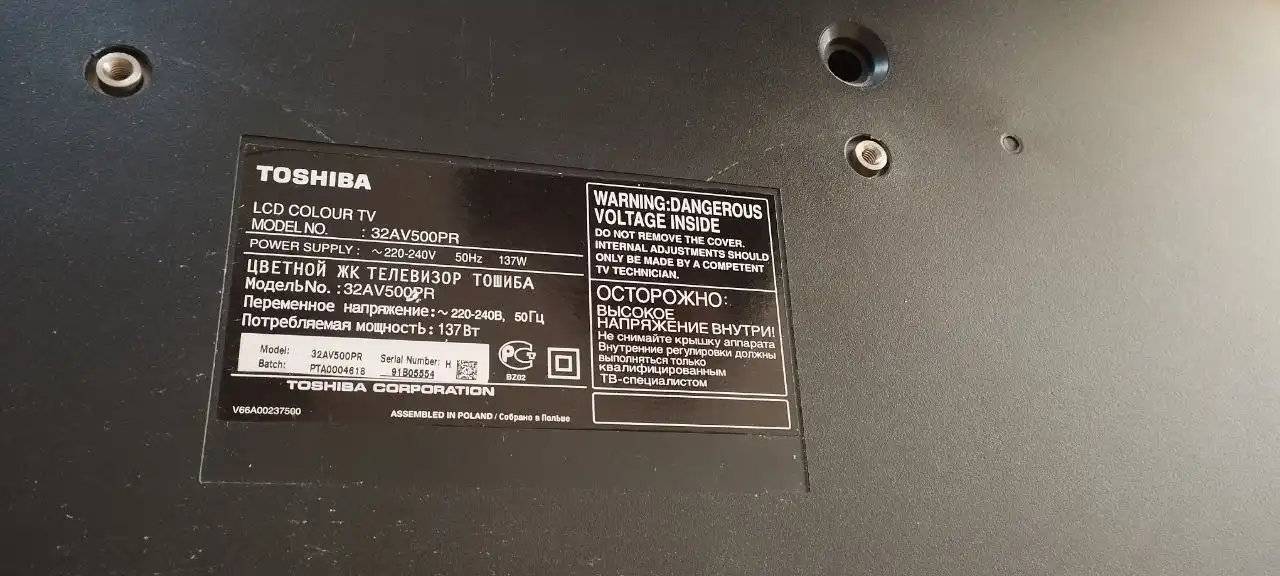 TOSHIBA
LCD COLOUR TV
MODEL NO. : 32AV500PR
POWER SUPPLY : ~220-240V 50Hz 137W
ЦВЕТНОЙ ЖК ТЕЛЕВИЗОР ТОШИБА
МодельNo. : 32AV500PR
Переменное напряжение: ~ 220-240В, 50Гц
Потребляемая мощность: 137Вт
Model: 32AV500PR Serial Number: H
Batch: PTA0004618 91B05554
РСТ
BZ02
TOSHIBA CORPORATION
V66A00237500
ASSEMBLED IN POLAND / Собрано в Польше
WARNING:DANGEROUS
VOLTAGE INSIDE
DO NOT REMOVE THE COVER.
INTERNAL ADJUSTMENTS SHOULD
ONLY BE MADE BY A COMPETENT
TV TECHNICIAN.
ОСТОРОЖНО:
ВЫСОКОЕ
НАПРЯЖЕНИЕ ВНУТРИ!
Не снимайте крышку аппарата
Внутренние регулировки должны
выполняться только
квалифицированным
ТВ-специалистом